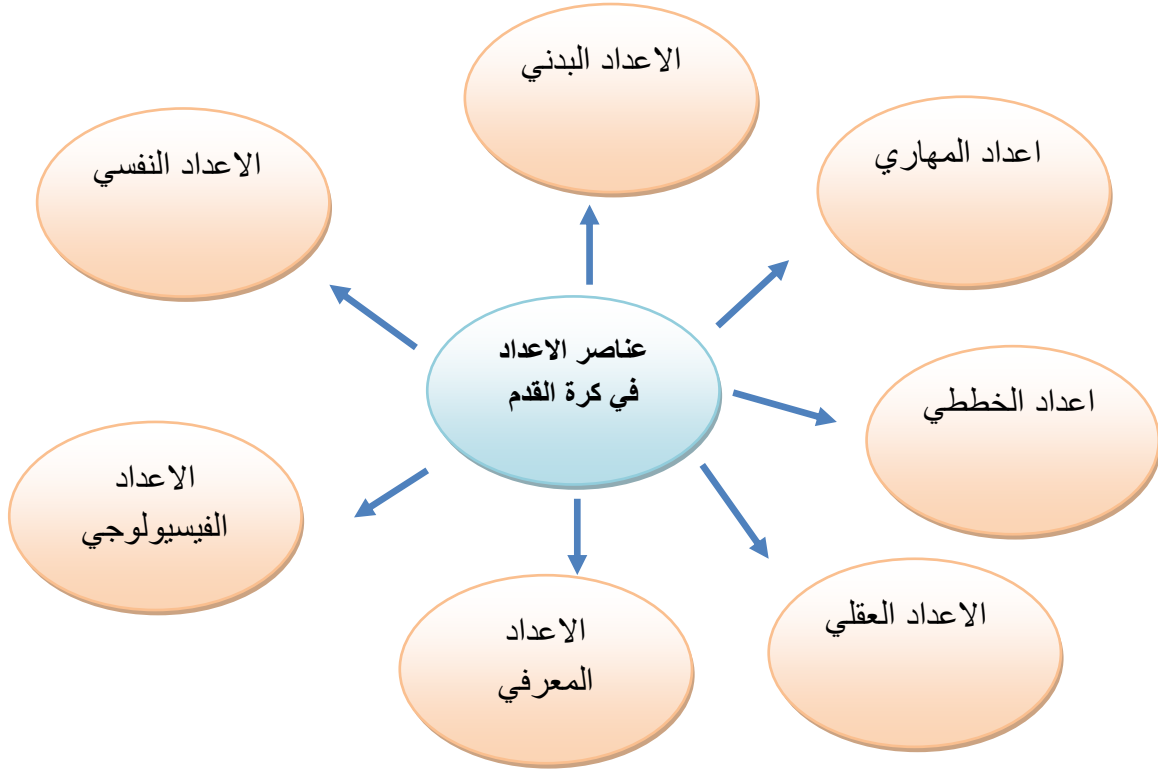 الاعداد البدني
اعداد المهاري
الاعداد النفسي
عناصر الاعداد
في كرة القدم
اعداد الخططي
الاعداد
الفيسيولوجي
الاعداد العقلي
الاعداد
المعرفي